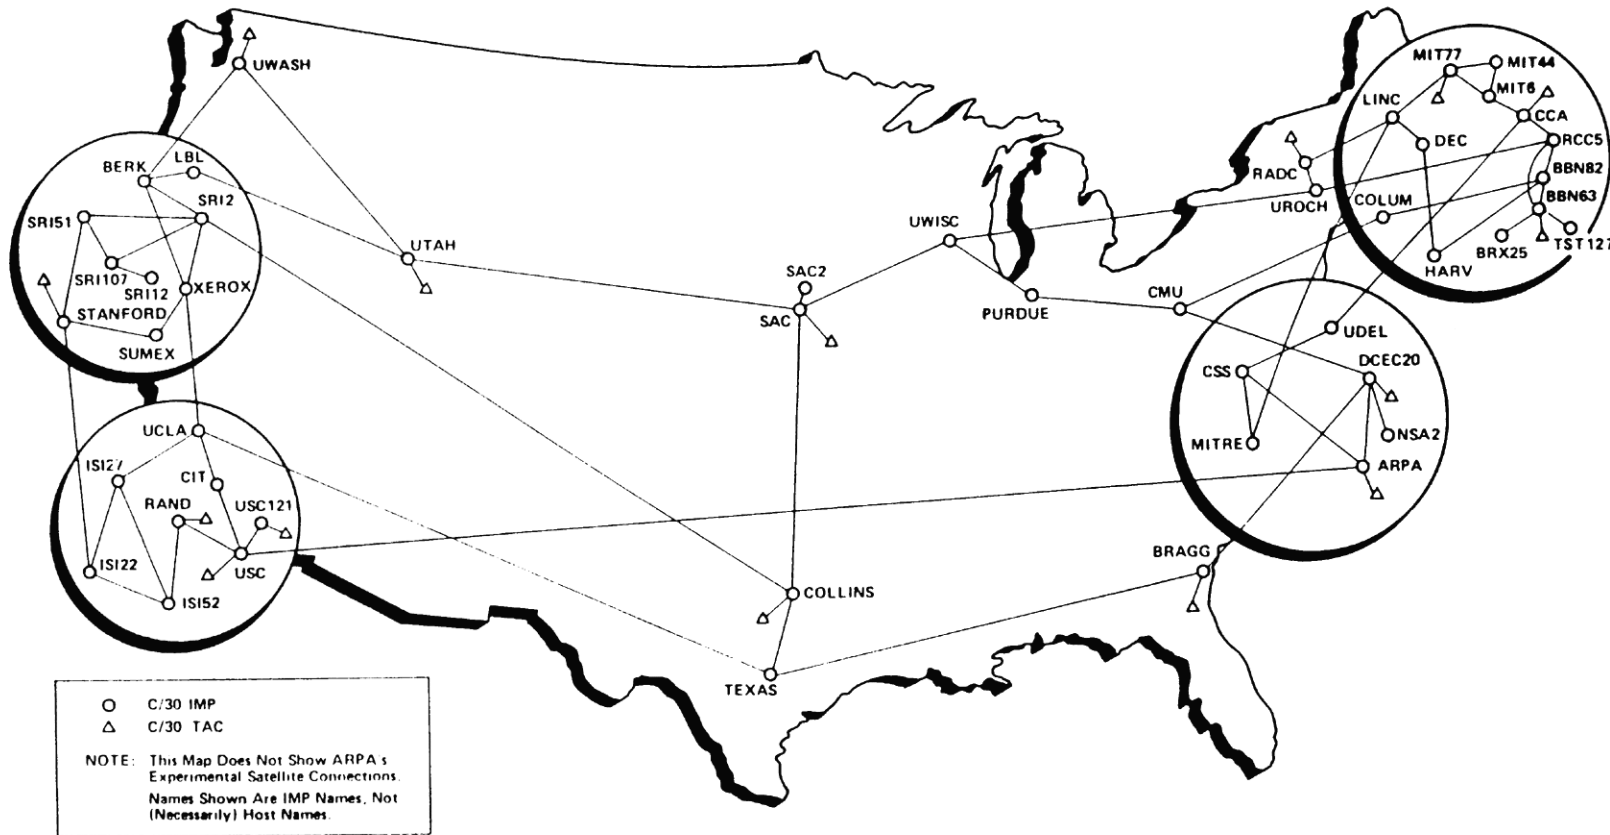 UWASH
MIT77
MIT44
MIT6
LINC
CCA
DEC
RCC5
RADC
BBN82
UROCH
COLUM
BBN63
TST127
BRX25
HARV
BERK
LBL
SRI2
SRI51
SRI107
SRI12
XEROX
STANFORD
SUMEX
UTAH
UWISC
SAC2
SAC
PURDUE
CMU
UDEL
DCEC20
CSS
NSA2
MITRE
ARPA
UCLA
ISI27
CIT
RAND
USC121
USC
ISI22
ISI52
BRAGG
COLLINS
TEXAS
C/30 IMP
C/30 TAC
NOTE: This Map Does Not Show ARPA's
Experimental Satellite Connections.
Names Shown Are IMP Names, Not
(Necessarily) Host Names.